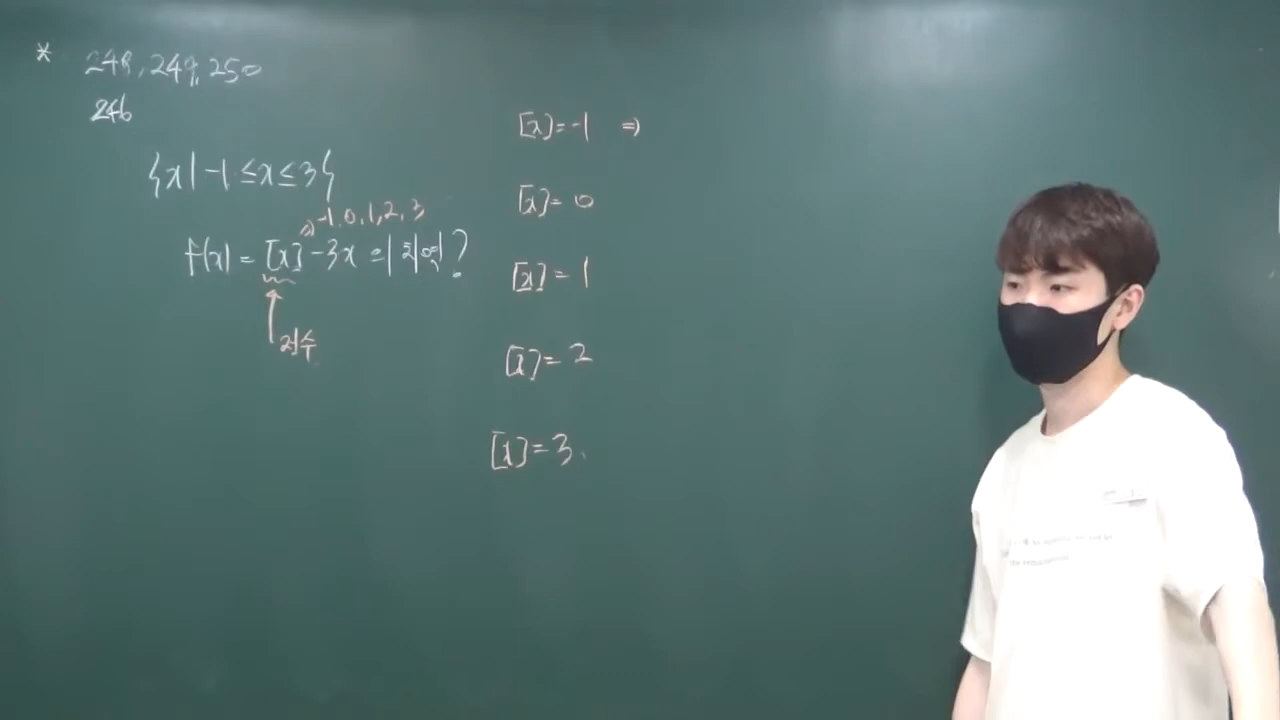 * 248, 249, 250
246
{x| -1 ≤ x ≤ 3}
-1, 0, 1, 2, 3
f(x) = [x] - 3x 의 치역?
정수
[x] = -1 ⇒
[x] = 0
[x] = 1
[x] = 2
[x] = 3